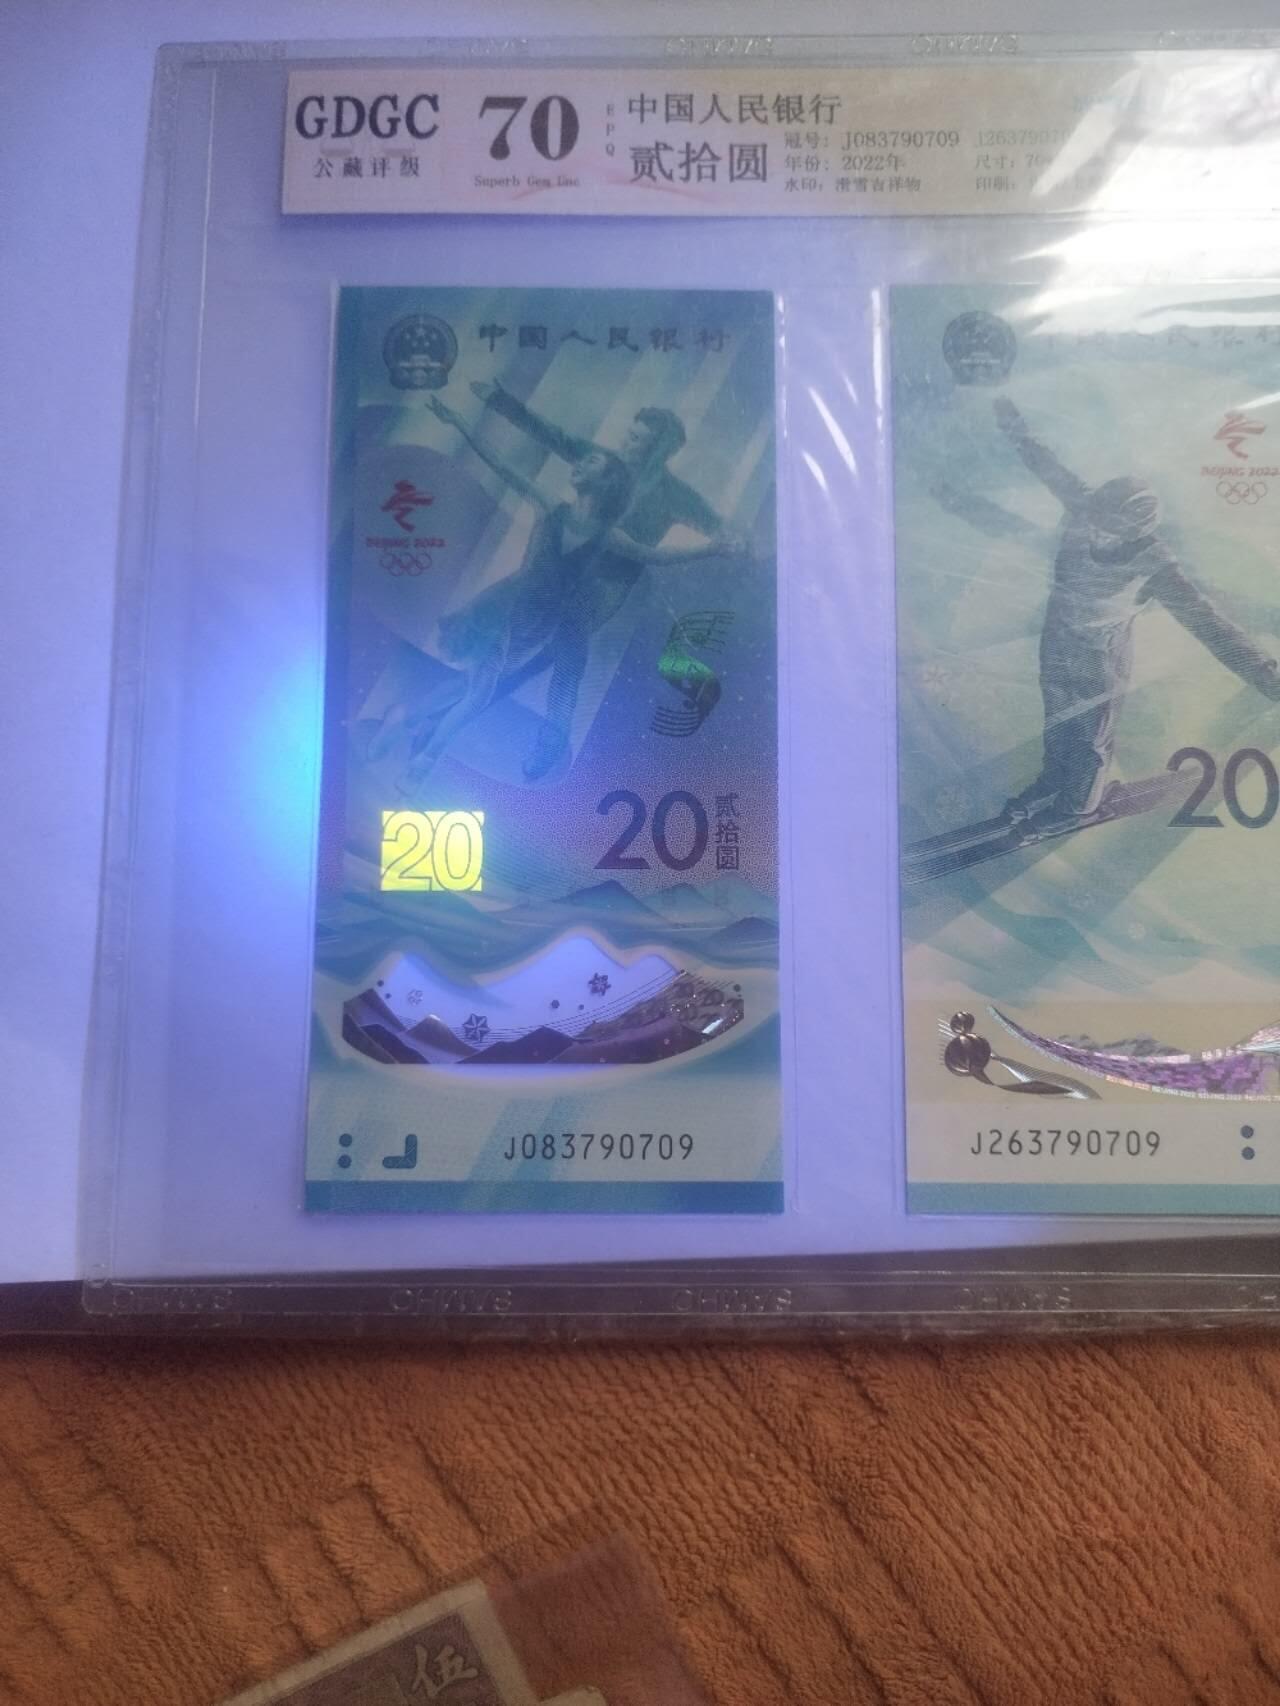 GDGC
公藏评级
70
EPQ
Superb Gem Unc
中国人民银行
贰拾圆
冠号: J083790709
年份: 2022年
水印: 滑雪吉祥物
尺寸: 70
印刷:
中国人民银行
BEIJING 2022
20
20
贰拾圆
J083790709
BEIJING 2022
20
J263790709
伍